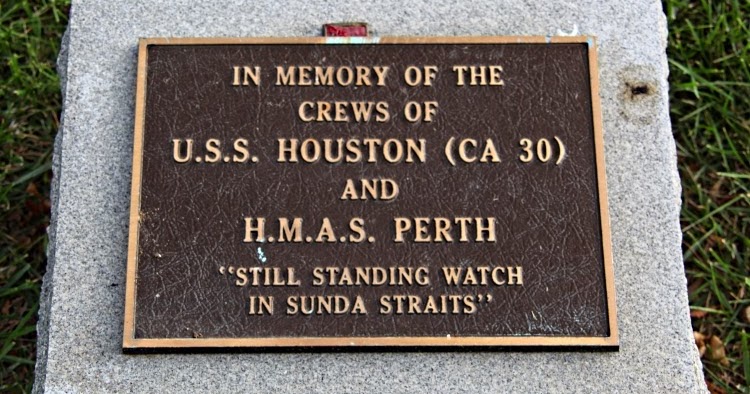 IN MEMORY OF THE
CREWS OF
U.S.S. HOUSTON (CA 30)
AND
H.M.A.S. PERTH
"STILL STANDING WATCH
IN SUNDA STRAITS"